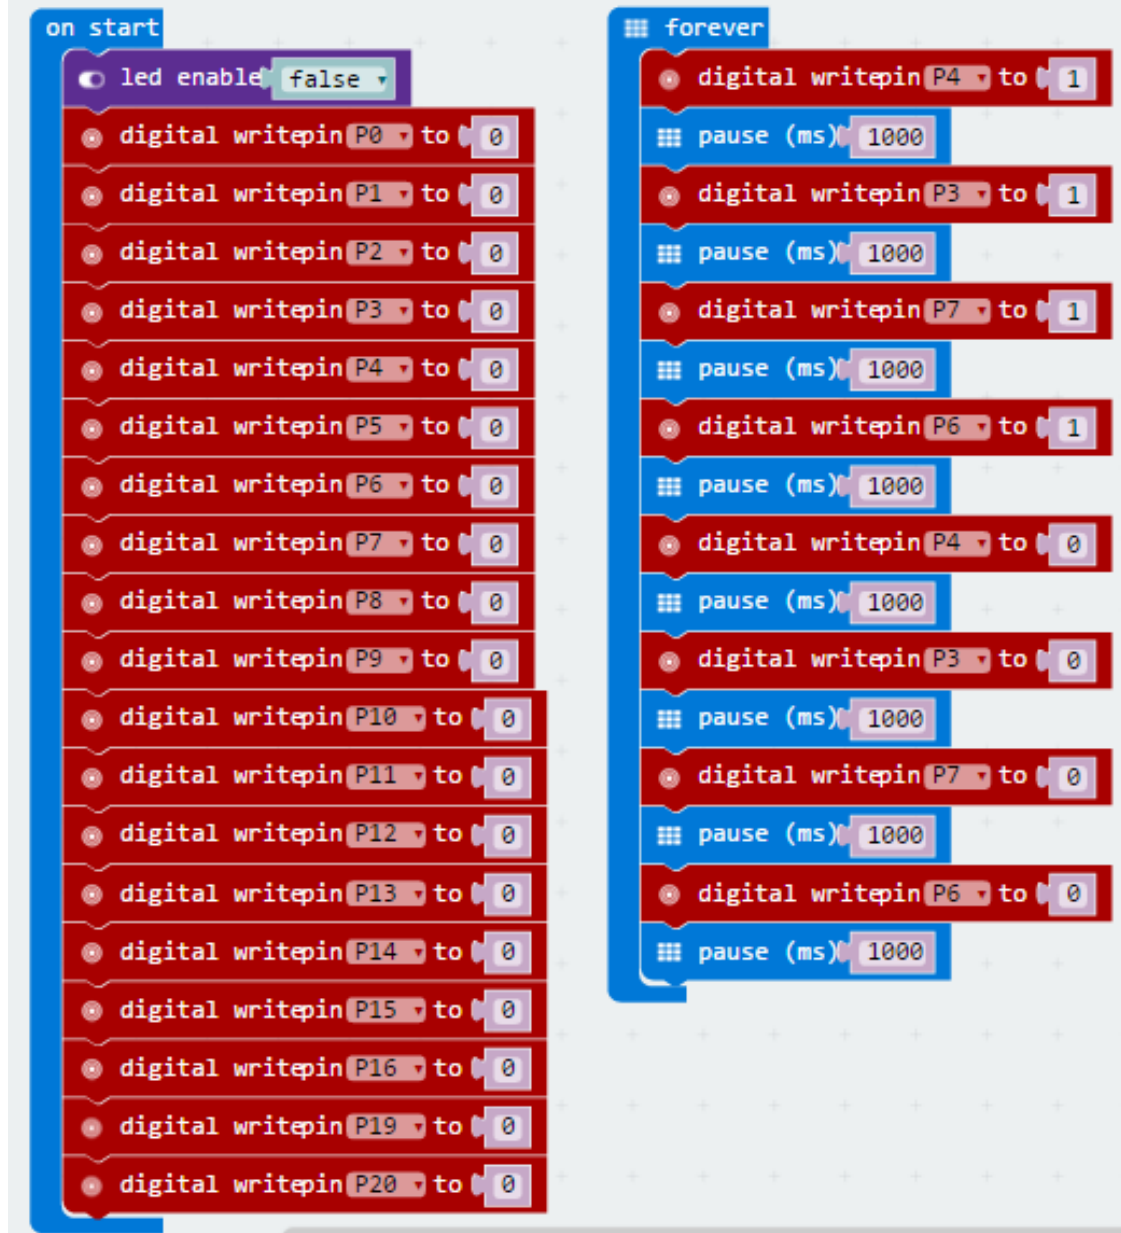 on start
led enable false
digital write pin P0 to 0
digital write pin P1 to 0
digital write pin P2 to 0
digital write pin P3 to 0
digital write pin P4 to 0
digital write pin P5 to 0
digital write pin P6 to 0
digital write pin P7 to 0
digital write pin P8 to 0
digital write pin P9 to 0
digital write pin P10 to 0
digital write pin P11 to 0
digital write pin P12 to 0
digital write pin P13 to 0
digital write pin P14 to 0
digital write pin P15 to 0
digital write pin P16 to 0
digital write pin P19 to 0
digital write pin P20 to 0
forever
digital write pin P4 to 1
pause (ms) 1000
digital write pin P3 to 1
pause (ms) 1000
digital write pin P7 to 1
pause (ms) 1000
digital write pin P6 to 1
pause (ms) 1000
digital write pin P4 to 0
pause (ms) 1000
digital write pin P3 to 0
pause (ms) 1000
digital write pin P7 to 0
pause (ms) 1000
digital write pin P6 to 0
pause (ms) 1000